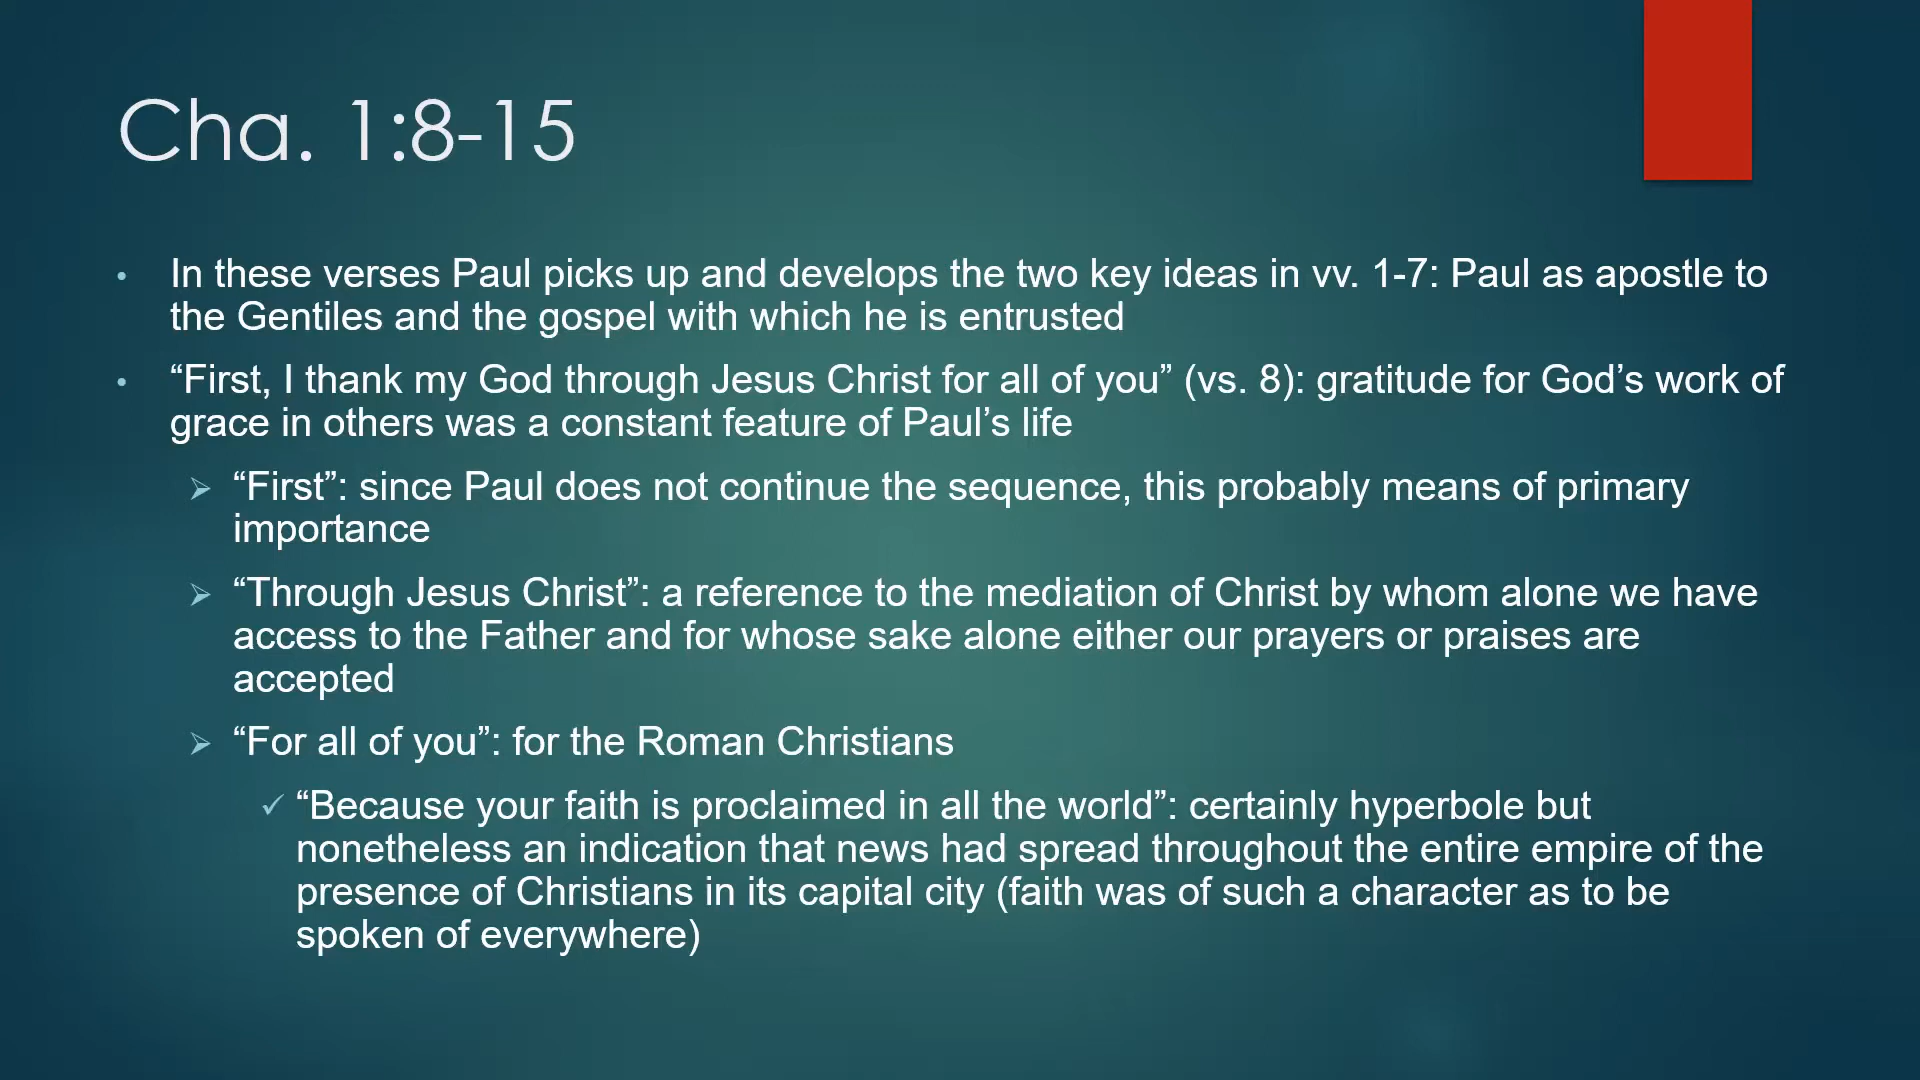 Cha. 1:8-15
• In these verses Paul picks up and develops the two key ideas in vv. 1-7: Paul as apostle to
the Gentiles and the gospel with which he is entrusted
• “First, I thank my God through Jesus Christ for all of you” (vs. 8): gratitude for God’s work of
grace in others was a constant feature of Paul’s life
➢ “First”: since Paul does not continue the sequence, this probably means of primary
importance
➢ “Through Jesus Christ”: a reference to the mediation of Christ by whom alone we have
access to the Father and for whose sake alone either our prayers or praises are
accepted
➢ “For all of you”: for the Roman Christians
✓ “Because your faith is proclaimed in all the world”: certainly hyperbole but
nonetheless an indication that news had spread throughout the entire empire of the
presence of Christians in its capital city (faith was of such a character as to be
spoken of everywhere)